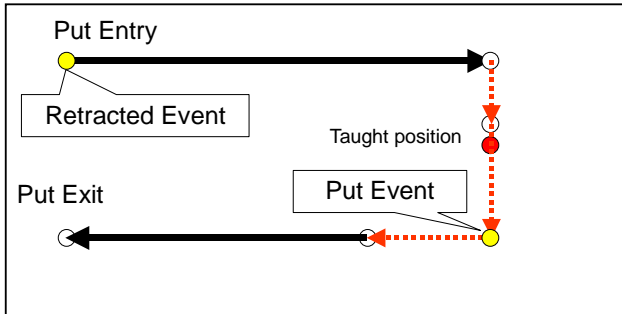 Put Entry
Retracted Event
Taught position
Put Event
Put Exit